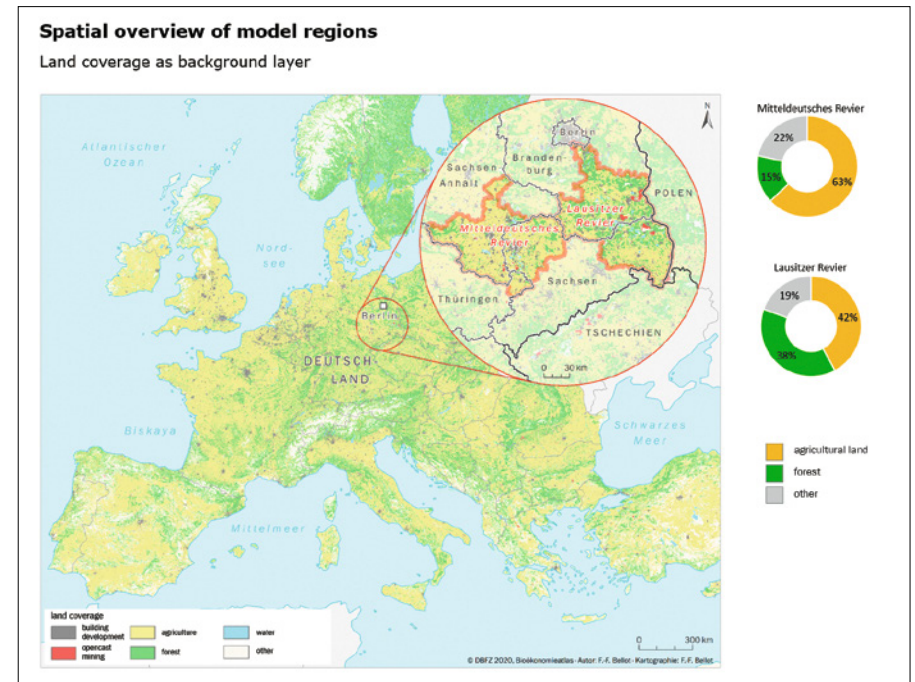 Spatial overview of model regions
Land coverage as background layer
Atlantischer
Ozean
Nord-
see
Biskaya
Mittelmeer
Schwarzes
Meer
DEUTSCH-
LAND
Berlin
N
Berlin
Branden-
burg
Sachsen
Anhalt
POLEN
Lausitzer
Revier
Mitteldeutsches
Revier
Sachsen
Thüringen
TSCHECHIEN
0 30 km
Mitteldeutsches Revier
22%
15%
63%
Lausitzer Revier
19%
42%
38%
agricultural land
forest
other
land coverage
building
development
agriculture
water
opencast
mining
forest
other
0 300 km
© DBFZ 2020, Bioökonomieatlas · Autor: F.-F. Bellot · Kartographie: F.F. Bellot